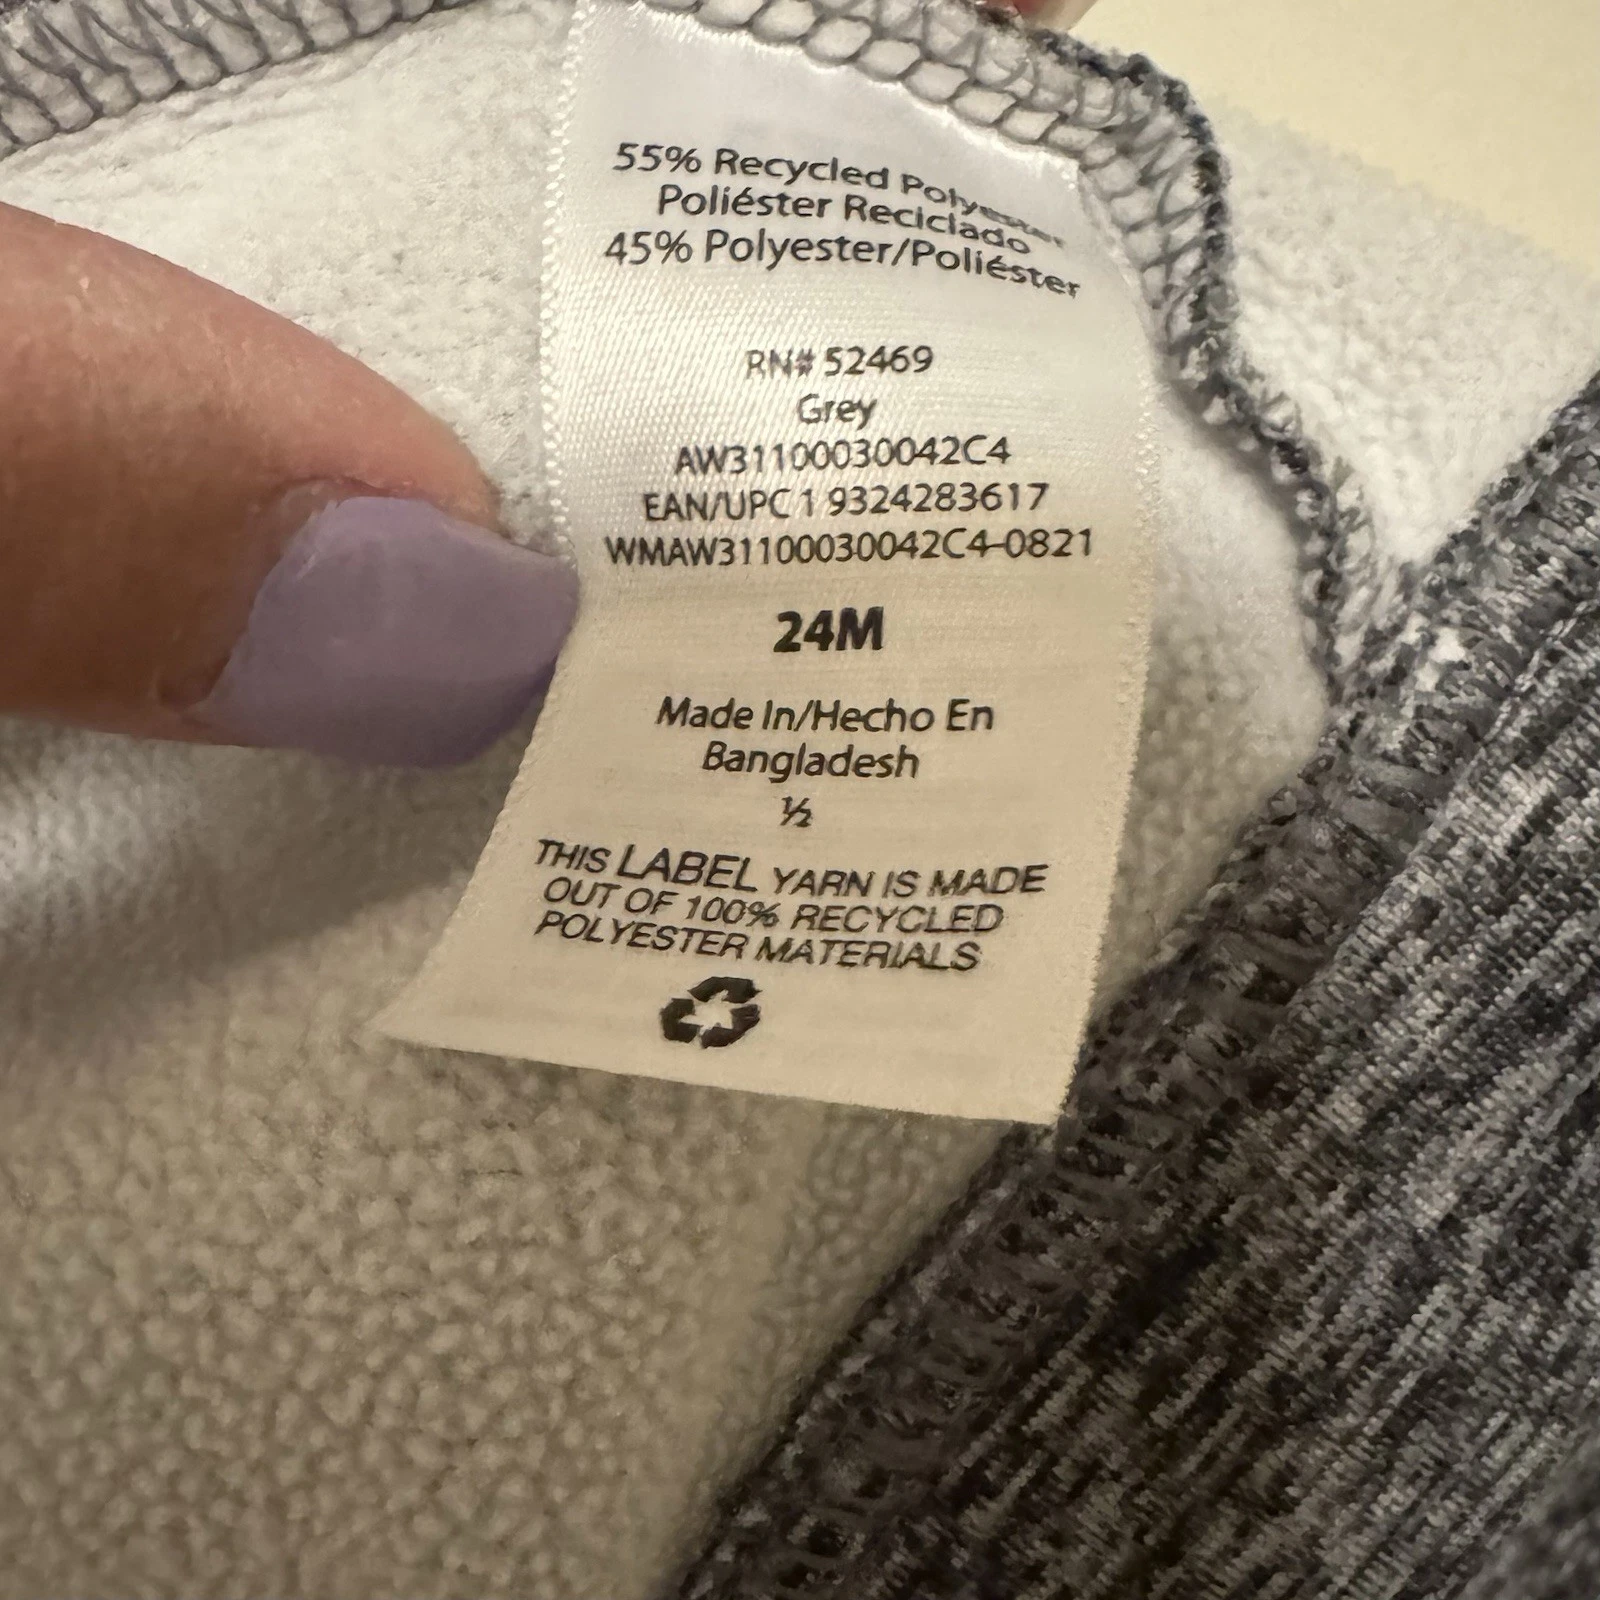 55% Recycled Polyester
Poliéster Reciclado
45% Polyester/Poliéster
RN# 52469
Grey
AW31100030042C4
EAN/UPC 1 9324283617
WMAW31100030042C4-0821
24M
Made In/Hecho En
Bangladesh
½
THIS LABEL YARN IS MADE
OUT OF 100% RECYCLED
POLYESTER MATERIALS